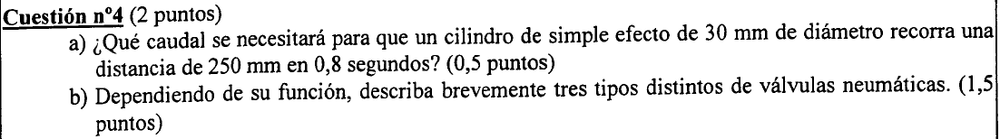 Cuestión nº4 (2 puntos)
a) ¿Qué caudal se necesitará para que un cilindro de simple efecto de 30 mm de diámetro recorra una
distancia de 250 mm en 0,8 segundos? (0,5 puntos)
b) Dependiendo de su función, describa brevemente tres tipos distintos de válvulas neumáticas. (1,5
puntos)